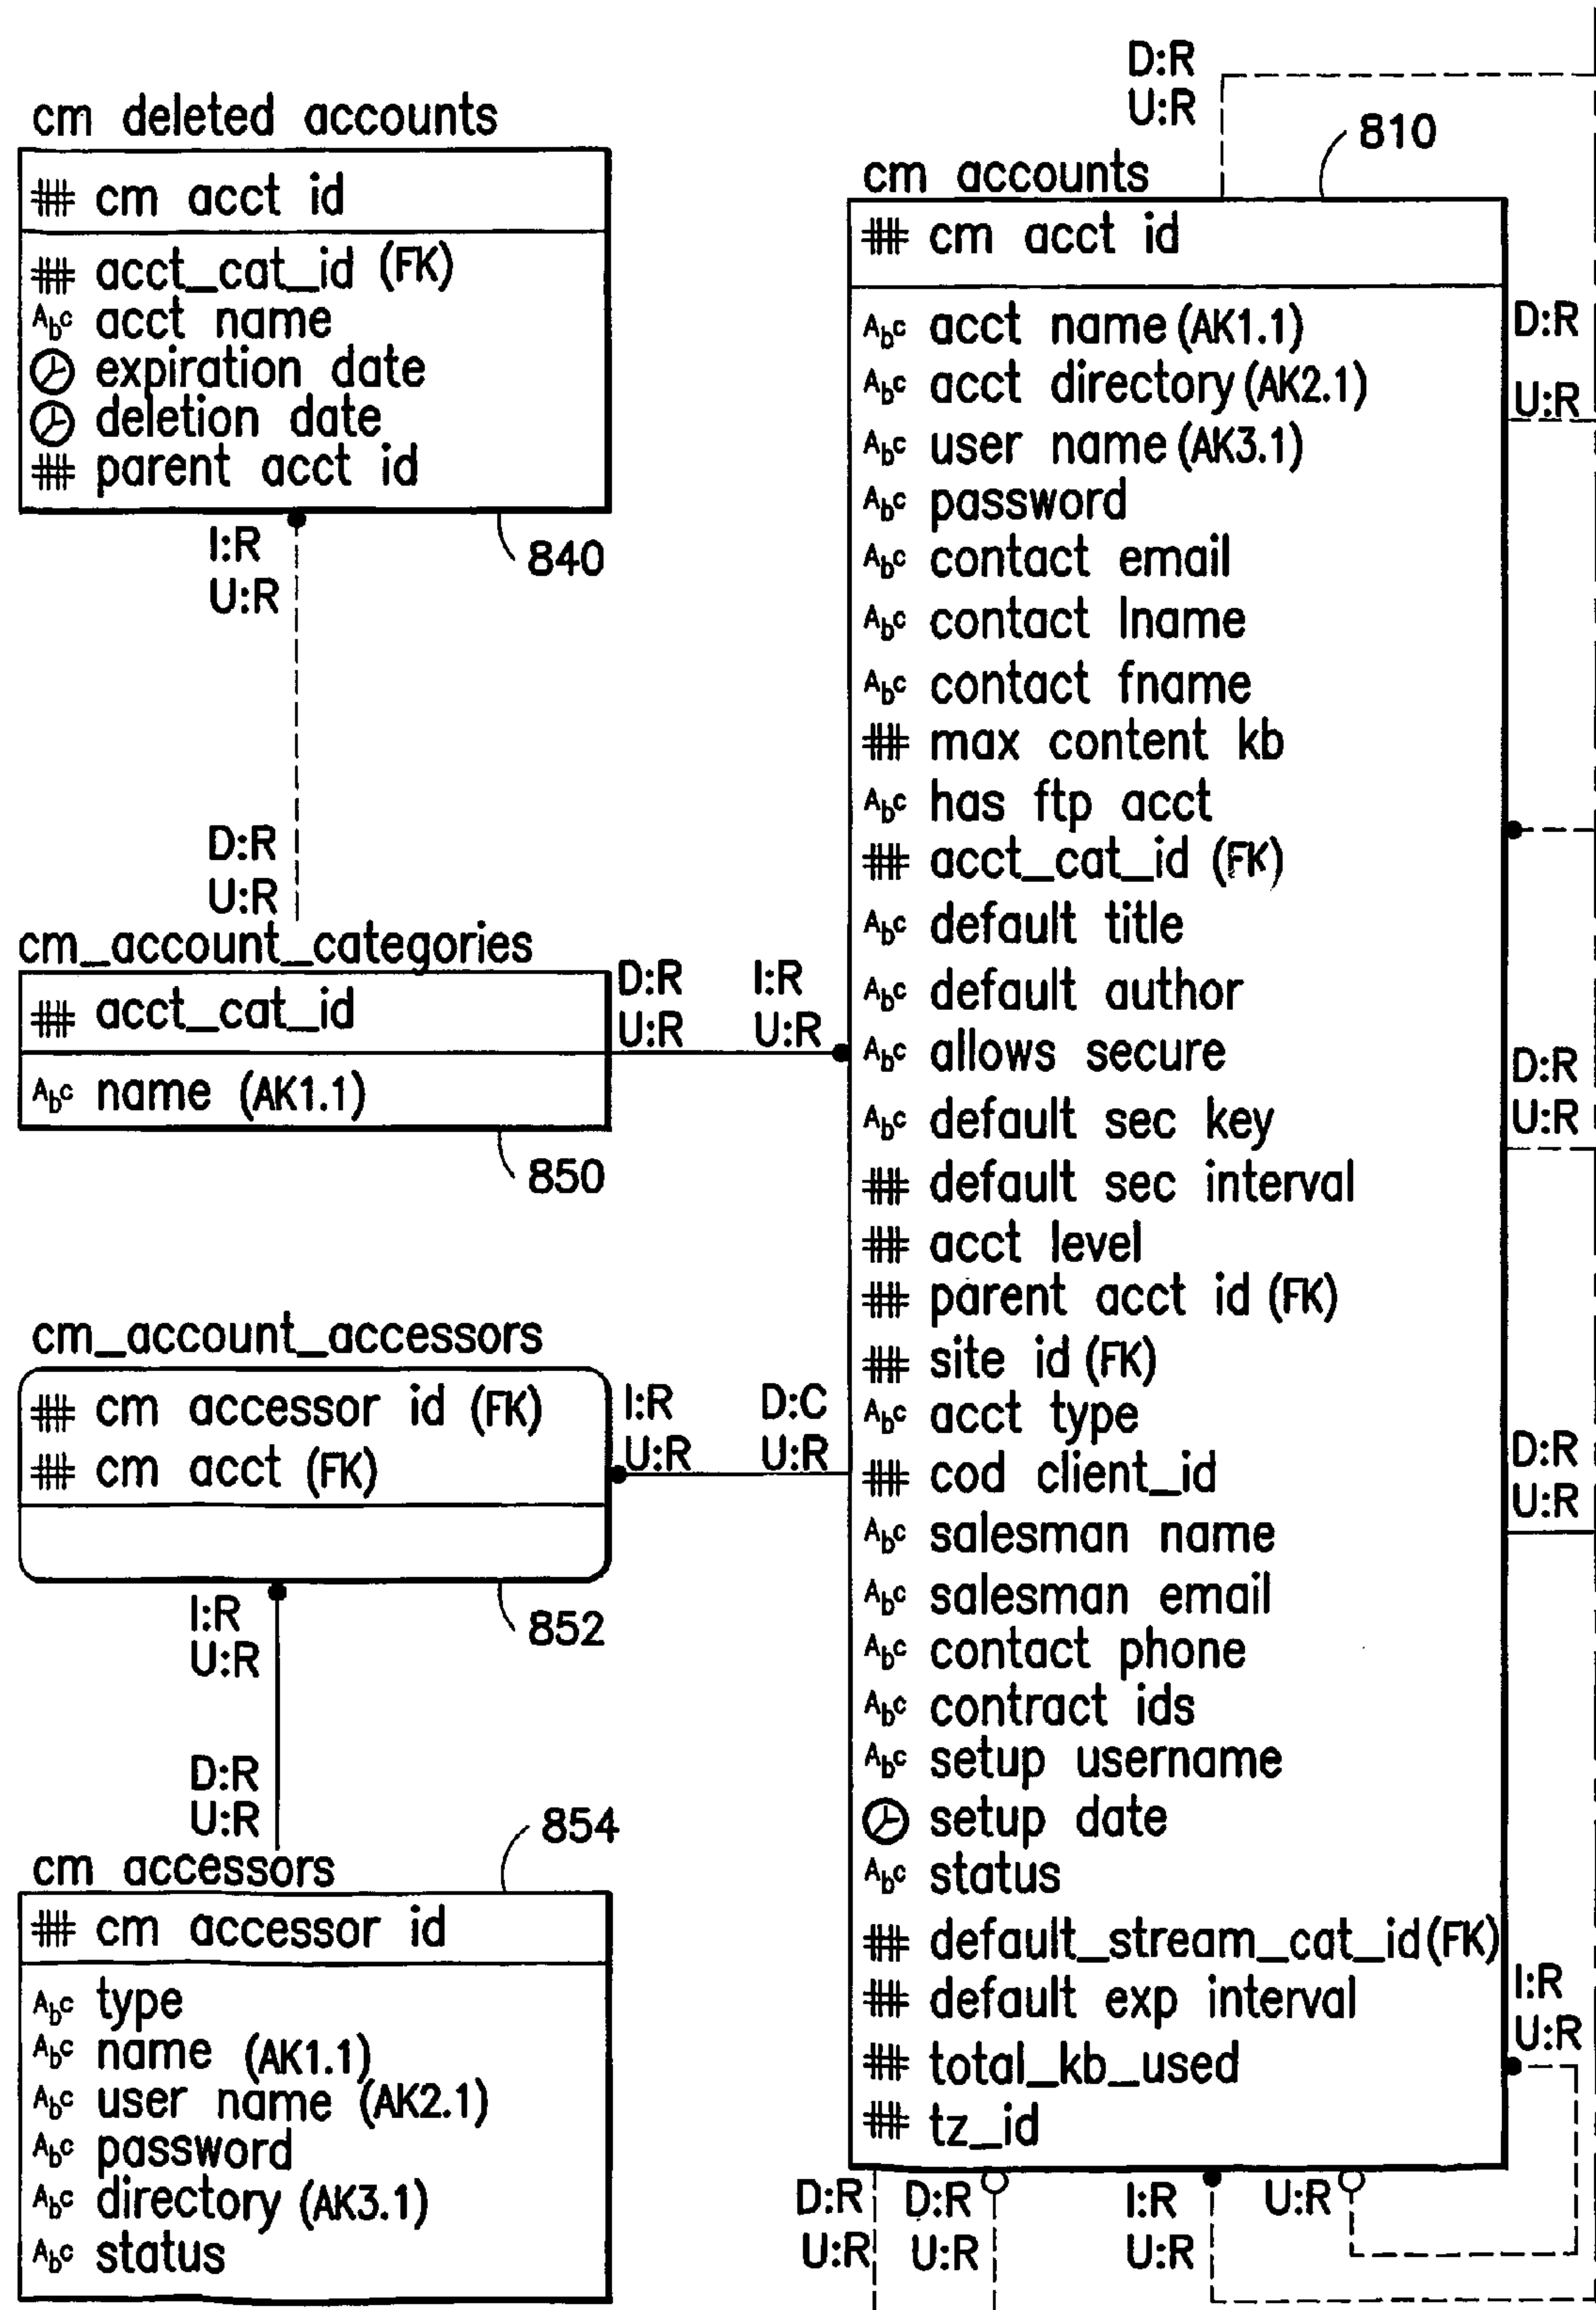 cm deleted accounts
cm acct id
acct_cat_id (FK)
Abc acct name
expiration date
deletion date
parent acct id
840
I:R
U:R
D:R
U:R
cm_account_categories
acct_cat_id
Abc name (AK1.1)
850
D:R I:R
U:R U:R
cm_account_accessors
cm accessor id (FK)
cm acct (FK)
852
I:R D:C
U:R U:R
I:R
U:R
D:R
U:R
854
cm accessors
cm accessor id
Abc type
Abc name (AK1.1)
Abc user name (AK2.1)
Abc password
Abc directory (AK3.1)
Abc status
D:R
U:R
810
cm accounts
cm acct id
Abc acct name (AK1.1)
Abc acct directory (AK2.1)
Abc user name (AK3.1)
Abc password
Abc contact email
Abc contact lname
Abc contact fname
max content kb
Abc has ftp acct
acct_cat_id (FK)
Abc default title
Abc default author
Abc allows secure
Abc default sec key
default sec interval
acct level
parent acct id (FK)
site id (FK)
Abc acct type
cod client_id
Abc salesman name
Abc salesman email
Abc contact phone
Abc contract ids
Abc setup username
setup date
Abc status
default_stream_cat_id (FK)
default exp interval
total_kb_used
tz_id
D:R
U:R
D:R
U:R
D:R
U:R
I:R
U:R
D:R D:R I:R U:R
U:R U:R U:R